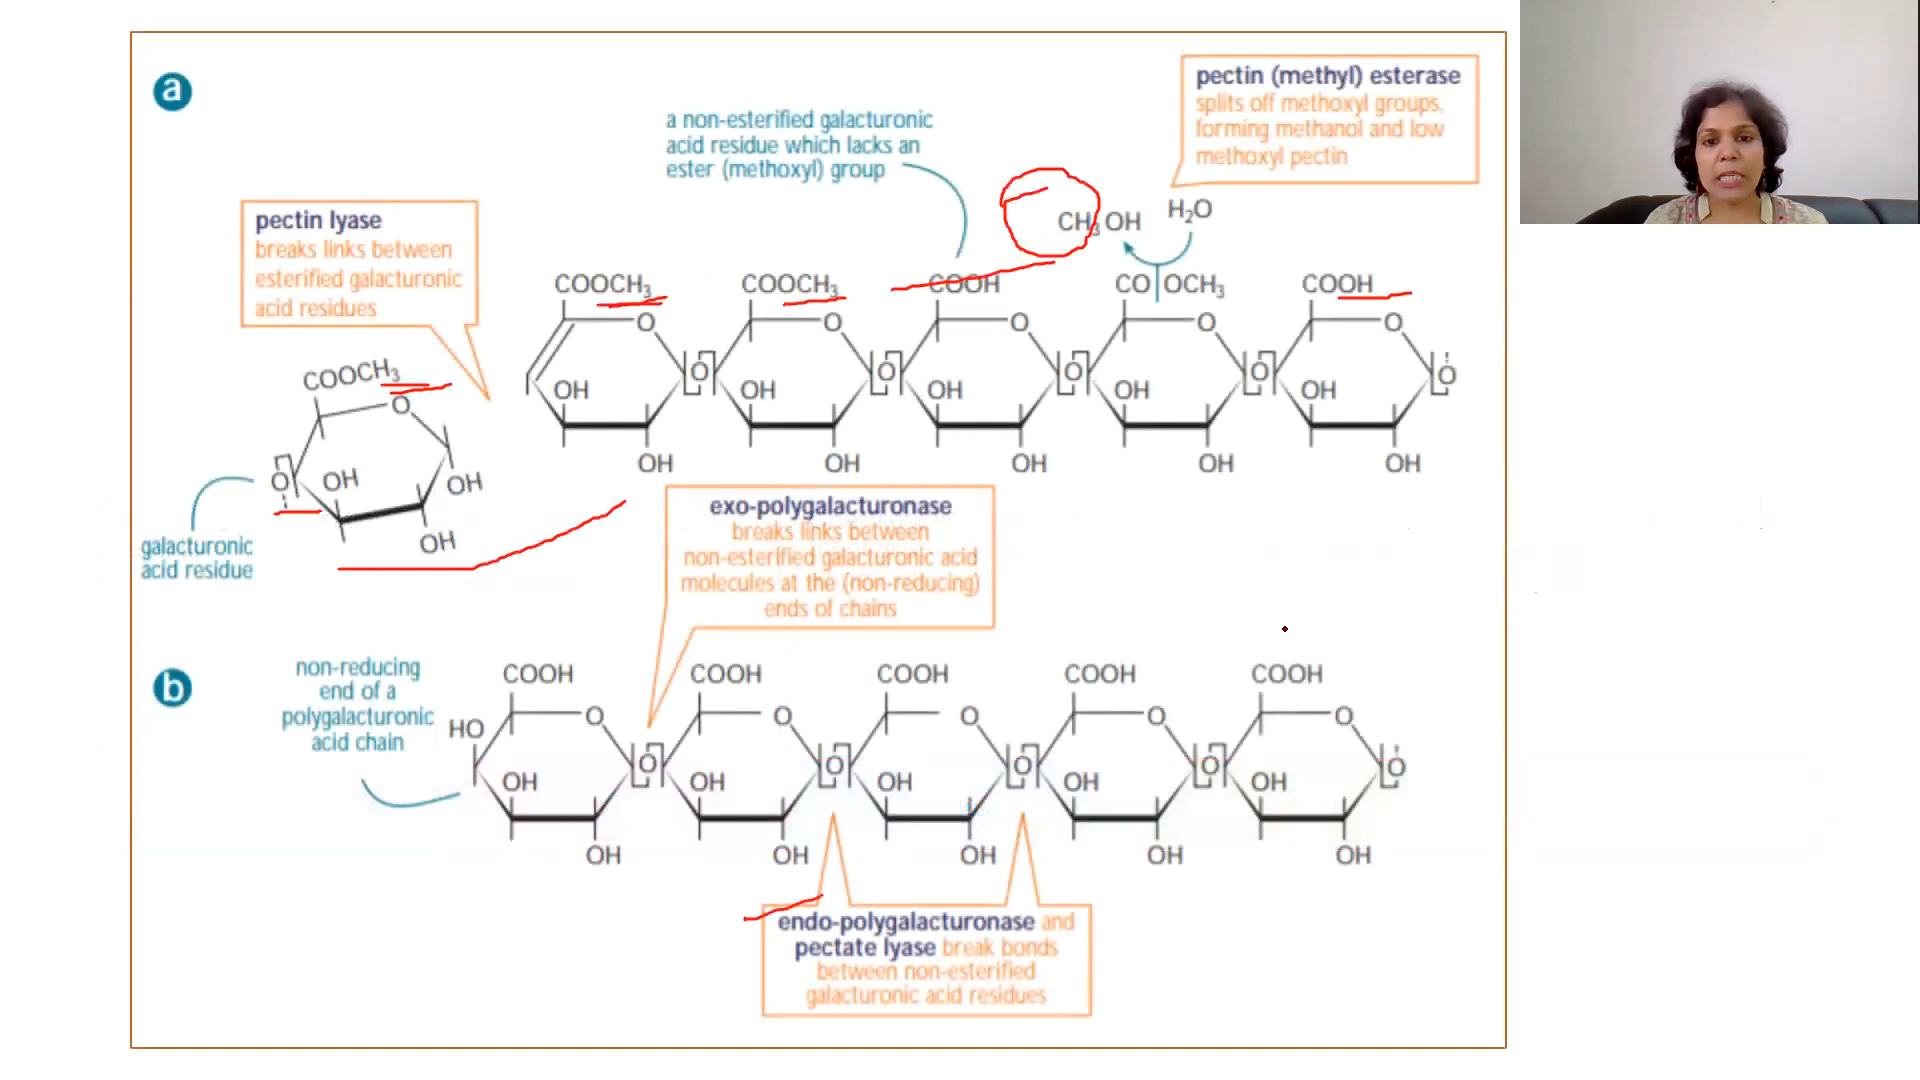 a
pectin (methyl) esterase
splits off methoxyl groups,
forming methanol and low
methoxyl pectin
a non-esterified galacturonic
acid residue which lacks an
ester (methoxyl) group
pectin lyase
breaks links between
esterified galacturonic
acid residues
CH₃OH H₂O
COOCH₃ COOCH₃ COOH CO OCH₃ COOH
O O O O O
COOCH₃
O
O O O O O
OH OH OH OH OH
OH OH OH OH OH
O OH OH
OH
galacturonic
acid residue
exo-polygalacturonase
breaks links between
non-esterified galacturonic acid
molecules at the (non-reducing)
ends of chains
b
non-reducing
end of a
polygalacturonic
acid chain
COOH COOH COOH COOH COOH
HO O O O O O
O O O O O
OH OH OH OH OH
OH OH OH OH OH
endo-polygalacturonase and
pectate lyase break bonds
between non-esterified
galacturonic acid residues